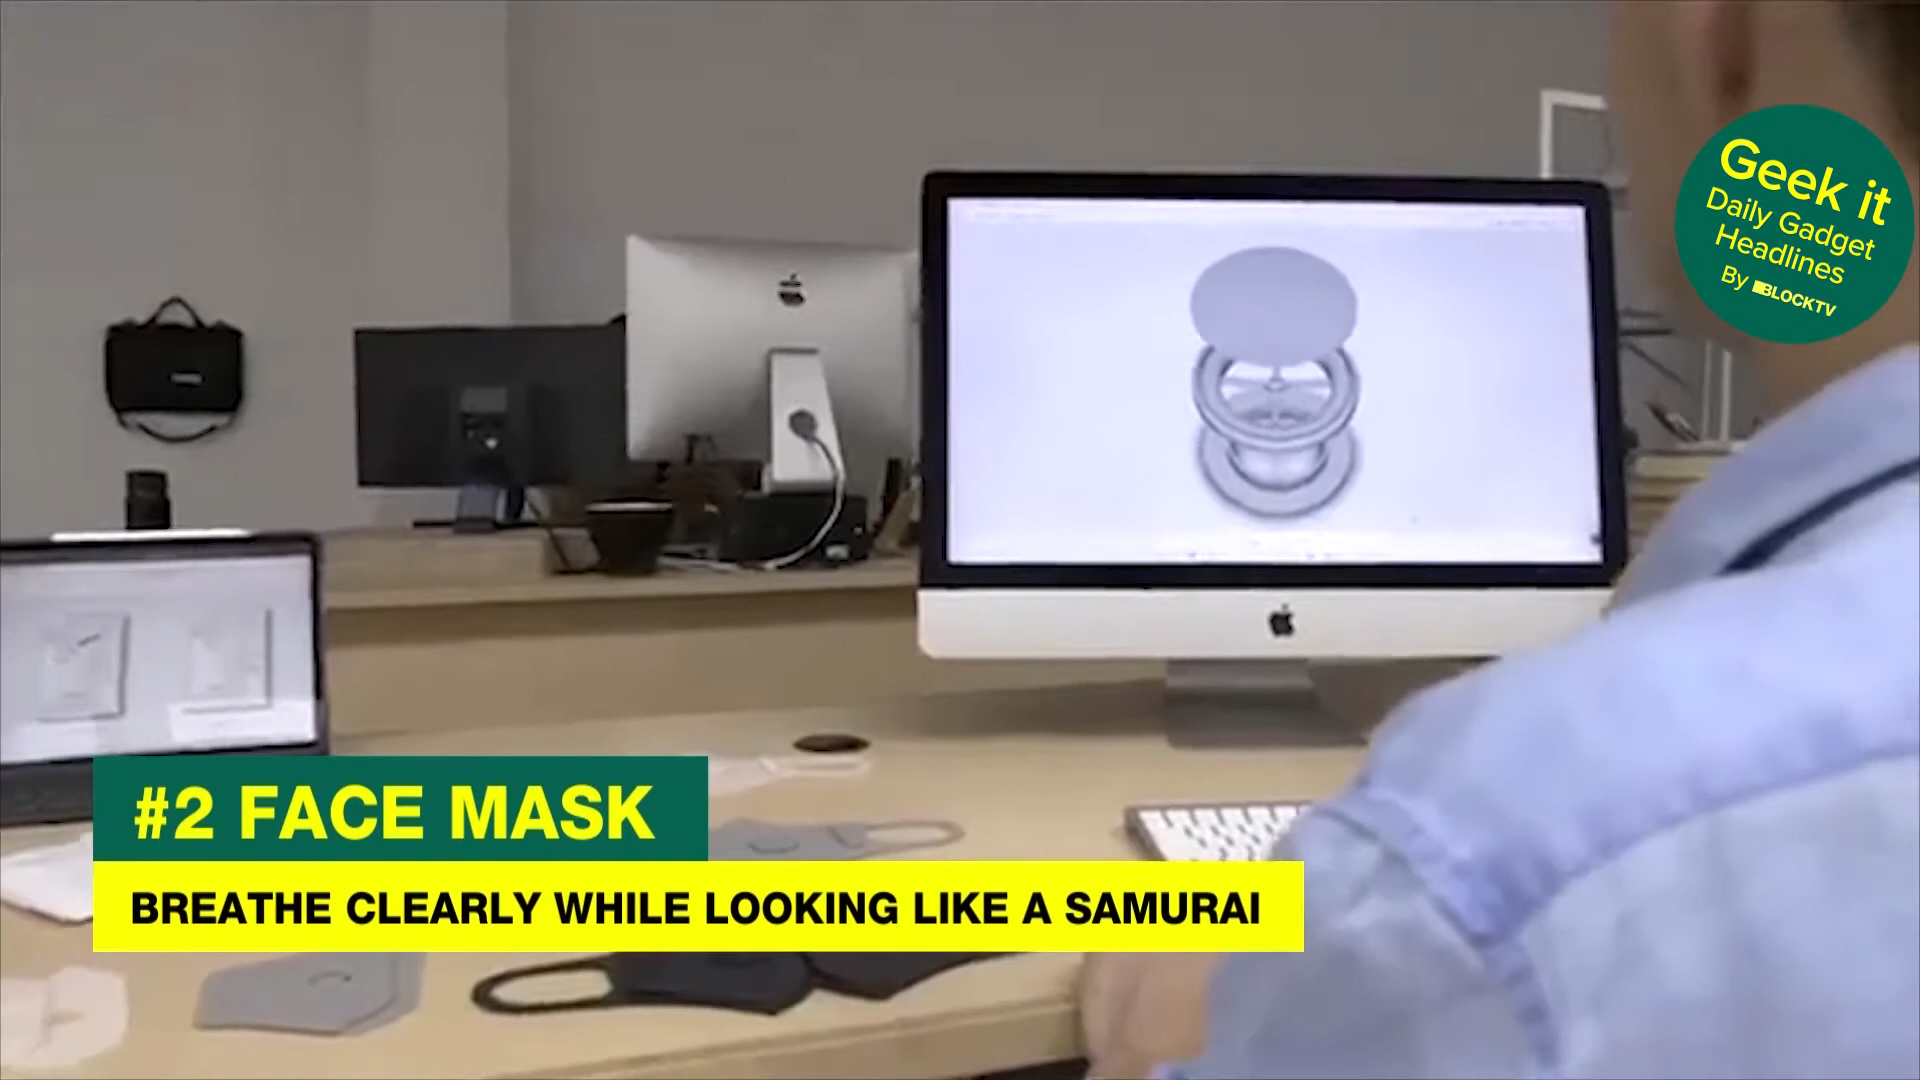 Geek it
Daily Gadget
Headlines
By BLOCKTV
#2 FACE MASK
BREATHE CLEARLY WHILE LOOKING LIKE A SAMURAI